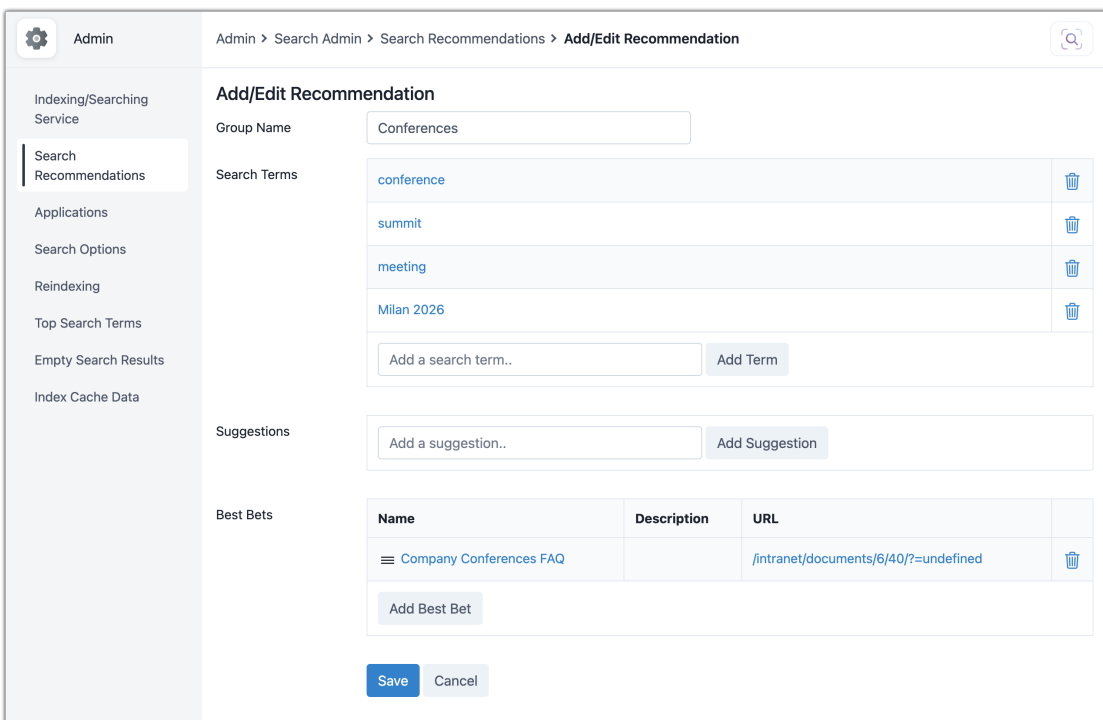 Admin
Admin > Search Admin > Search Recommendations > Add/Edit Recommendation
Indexing/Searching
Service
Search
Recommendations
Applications
Search Options
Reindexing
Top Search Terms
Empty Search Results
Index Cache Data
Add/Edit Recommendation
Group Name
Conferences
Search Terms
conference
summit
meeting
Milan 2026
Add a search term..
Add Term
Suggestions
Add a suggestion..
Add Suggestion
Best Bets
Name Description URL
Company Conferences FAQ /intranet/documents/6/40/?=undefined
Add Best Bet
Save Cancel